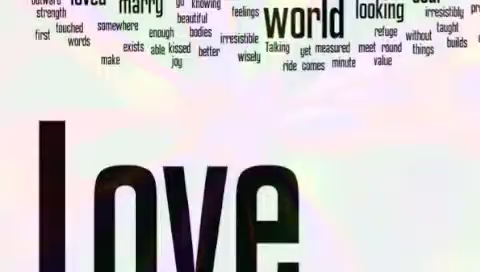 loved marry go knowing
strength beautiful feelings world looking irresistibly
first touched somewhere enough bodies irresistible refuge without taught
words exists able kissed better Talking yet measured meet round things builds
make joy wisely ride comes minute value
Love